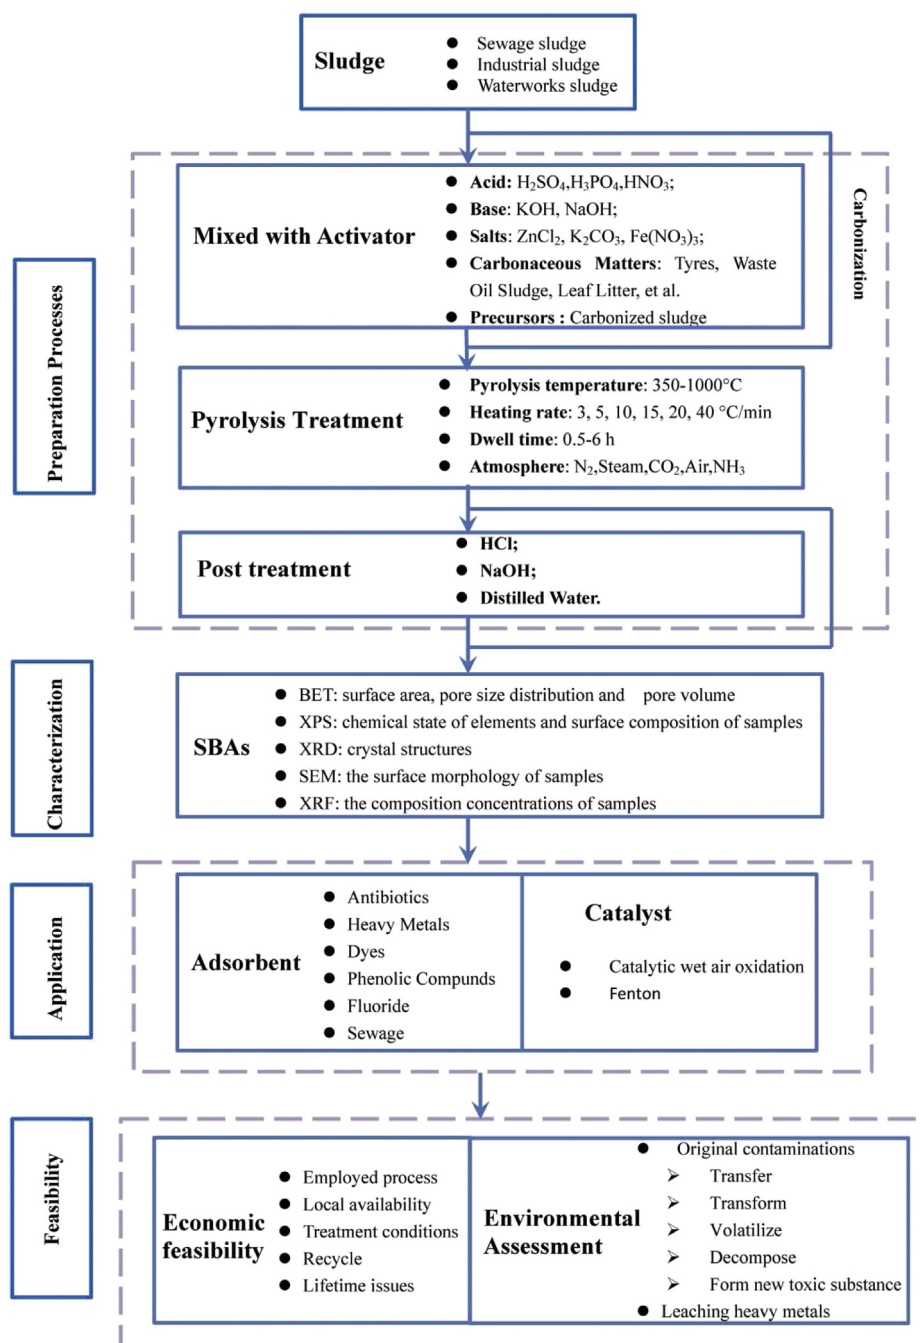 Sludge
● Sewage sludge
● Industrial sludge
● Waterworks sludge
Carbonization
Preparation Processes
Mixed with Activator
● Acid: H₂SO₄,H₃PO₄,HNO₃;
● Base: KOH, NaOH;
● Salts: ZnCl₂, K₂CO₃, Fe(NO₃)₃;
● Carbonaceous Matters: Tyres, Waste
Oil Sludge, Leaf Litter, et al.
● Precursors : Carbonized sludge
Pyrolysis Treatment
● Pyrolysis temperature: 350-1000°C
● Heating rate: 3, 5, 10, 15, 20, 40 °C/min
● Dwell time: 0.5-6 h
● Atmosphere: N₂,Steam,CO₂,Air,NH₃
Post treatment
● HCl;
● NaOH;
● Distilled Water.
Characterization
SBAs
● BET: surface area, pore size distribution and pore volume
● XPS: chemical state of elements and surface composition of samples
● XRD: crystal structures
● SEM: the surface morphology of samples
● XRF: the composition concentrations of samples
Application
Adsorbent
● Antibiotics
● Heavy Metals
● Dyes
● Phenolic Compunds
● Fluoride
● Sewage
Catalyst
● Catalytic wet air oxidation
● Fenton
Feasibility
Economic
feasibility
● Employed process
● Local availability
● Treatment conditions
● Recycle
● Lifetime issues
Environmental
Assessment
● Original contaminations
➢ Transfer
➢ Transform
➢ Volatilize
➢ Decompose
➢ Form new toxic substance
● Leaching heavy metals